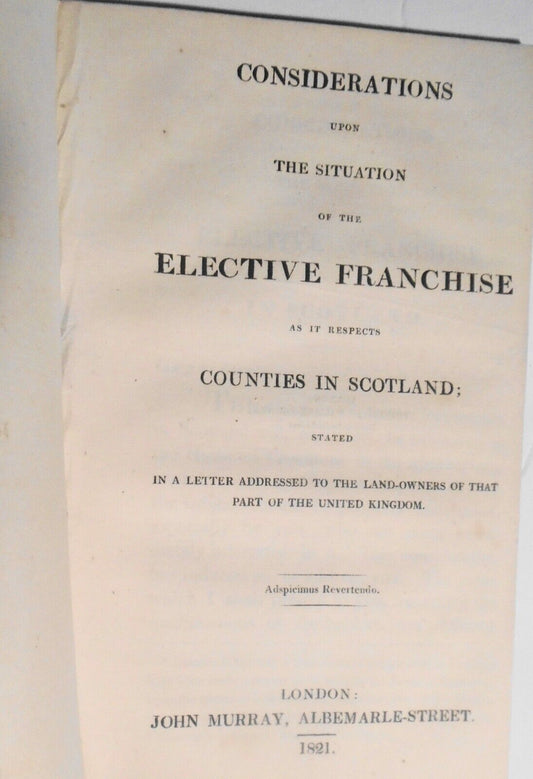 CONSIDERATIONS
UPON
THE SITUATION
OF THE
ELECTIVE FRANCHISE
AS IT RESPECTS
COUNTIES IN SCOTLAND;
STATED
IN A LETTER ADDRESSED TO THE LAND-OWNERS OF THAT
PART OF THE UNITED KINGDOM.
Adspicimus Revertendo.
LONDON:
JOHN MURRAY, ALBEMARLE-STREET.
1821.